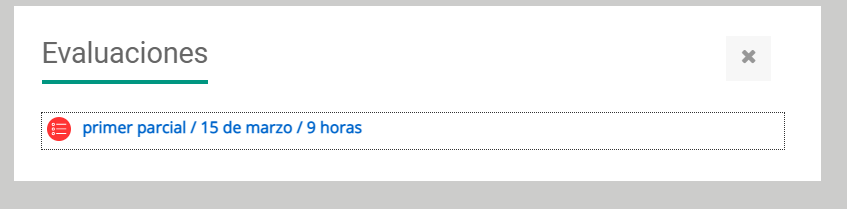 Evaluaciones
primer parcial / 15 de marzo / 9 horas